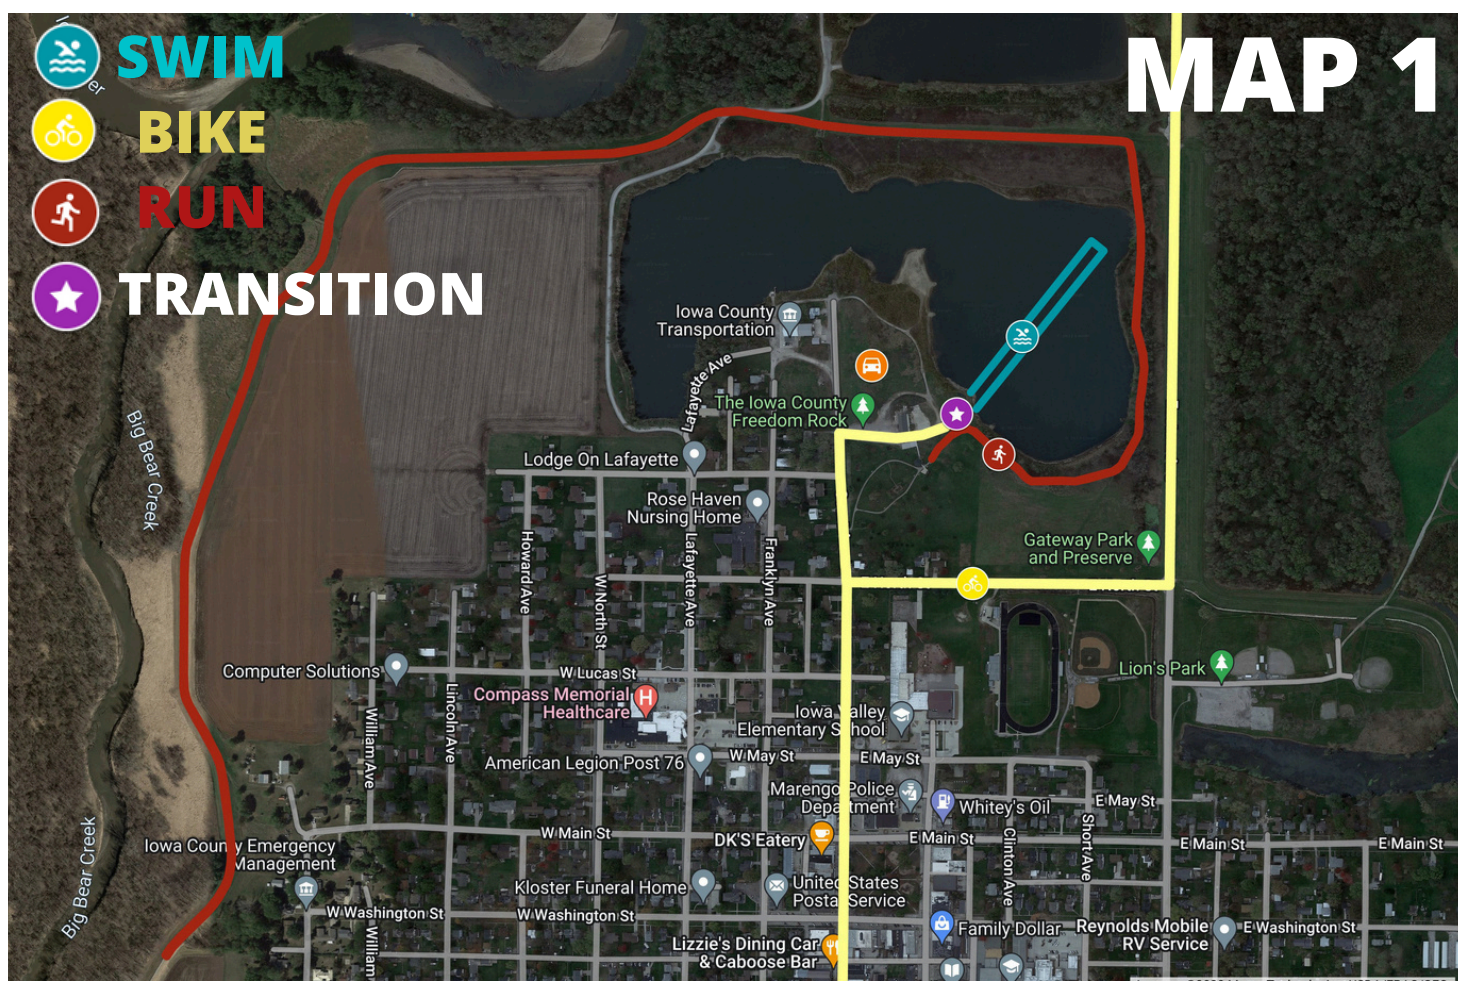 SWIM
er
BIKE
RUN
TRANSITION
MAP 1
Iowa County
Transportation
Lafayette Ave
The Iowa County
Freedom Rock
Lodge On Lafayette
Rose Haven
Nursing Home
Big Bear Creek
Howard Ave
W North St
Lafayette Ave
Franklyn Ave
Gateway Park
and Preserve
Computer Solutions
W Lucas St
Lion's Park
Compass Memorial
Healthcare
H
Iowa Valley
Elementary School
William Ave
Lincoln Ave
American Legion Post 76
W May St
E May St
Marengo Police
Department
Whitey's Oil
E May St
W Main St
DK'S Eatery
E Main St
Clinton Ave
Short Ave
E Main St
E Main St
Iowa County Emergency
Management
Kloster Funeral Home
United States
Postal Service
Big Bear Creek
W Washington St
W Washington St
William
Family Dollar
Reynolds Mobile
RV Service
E Washington St
Lizzie's Dining Car
& Caboose Bar